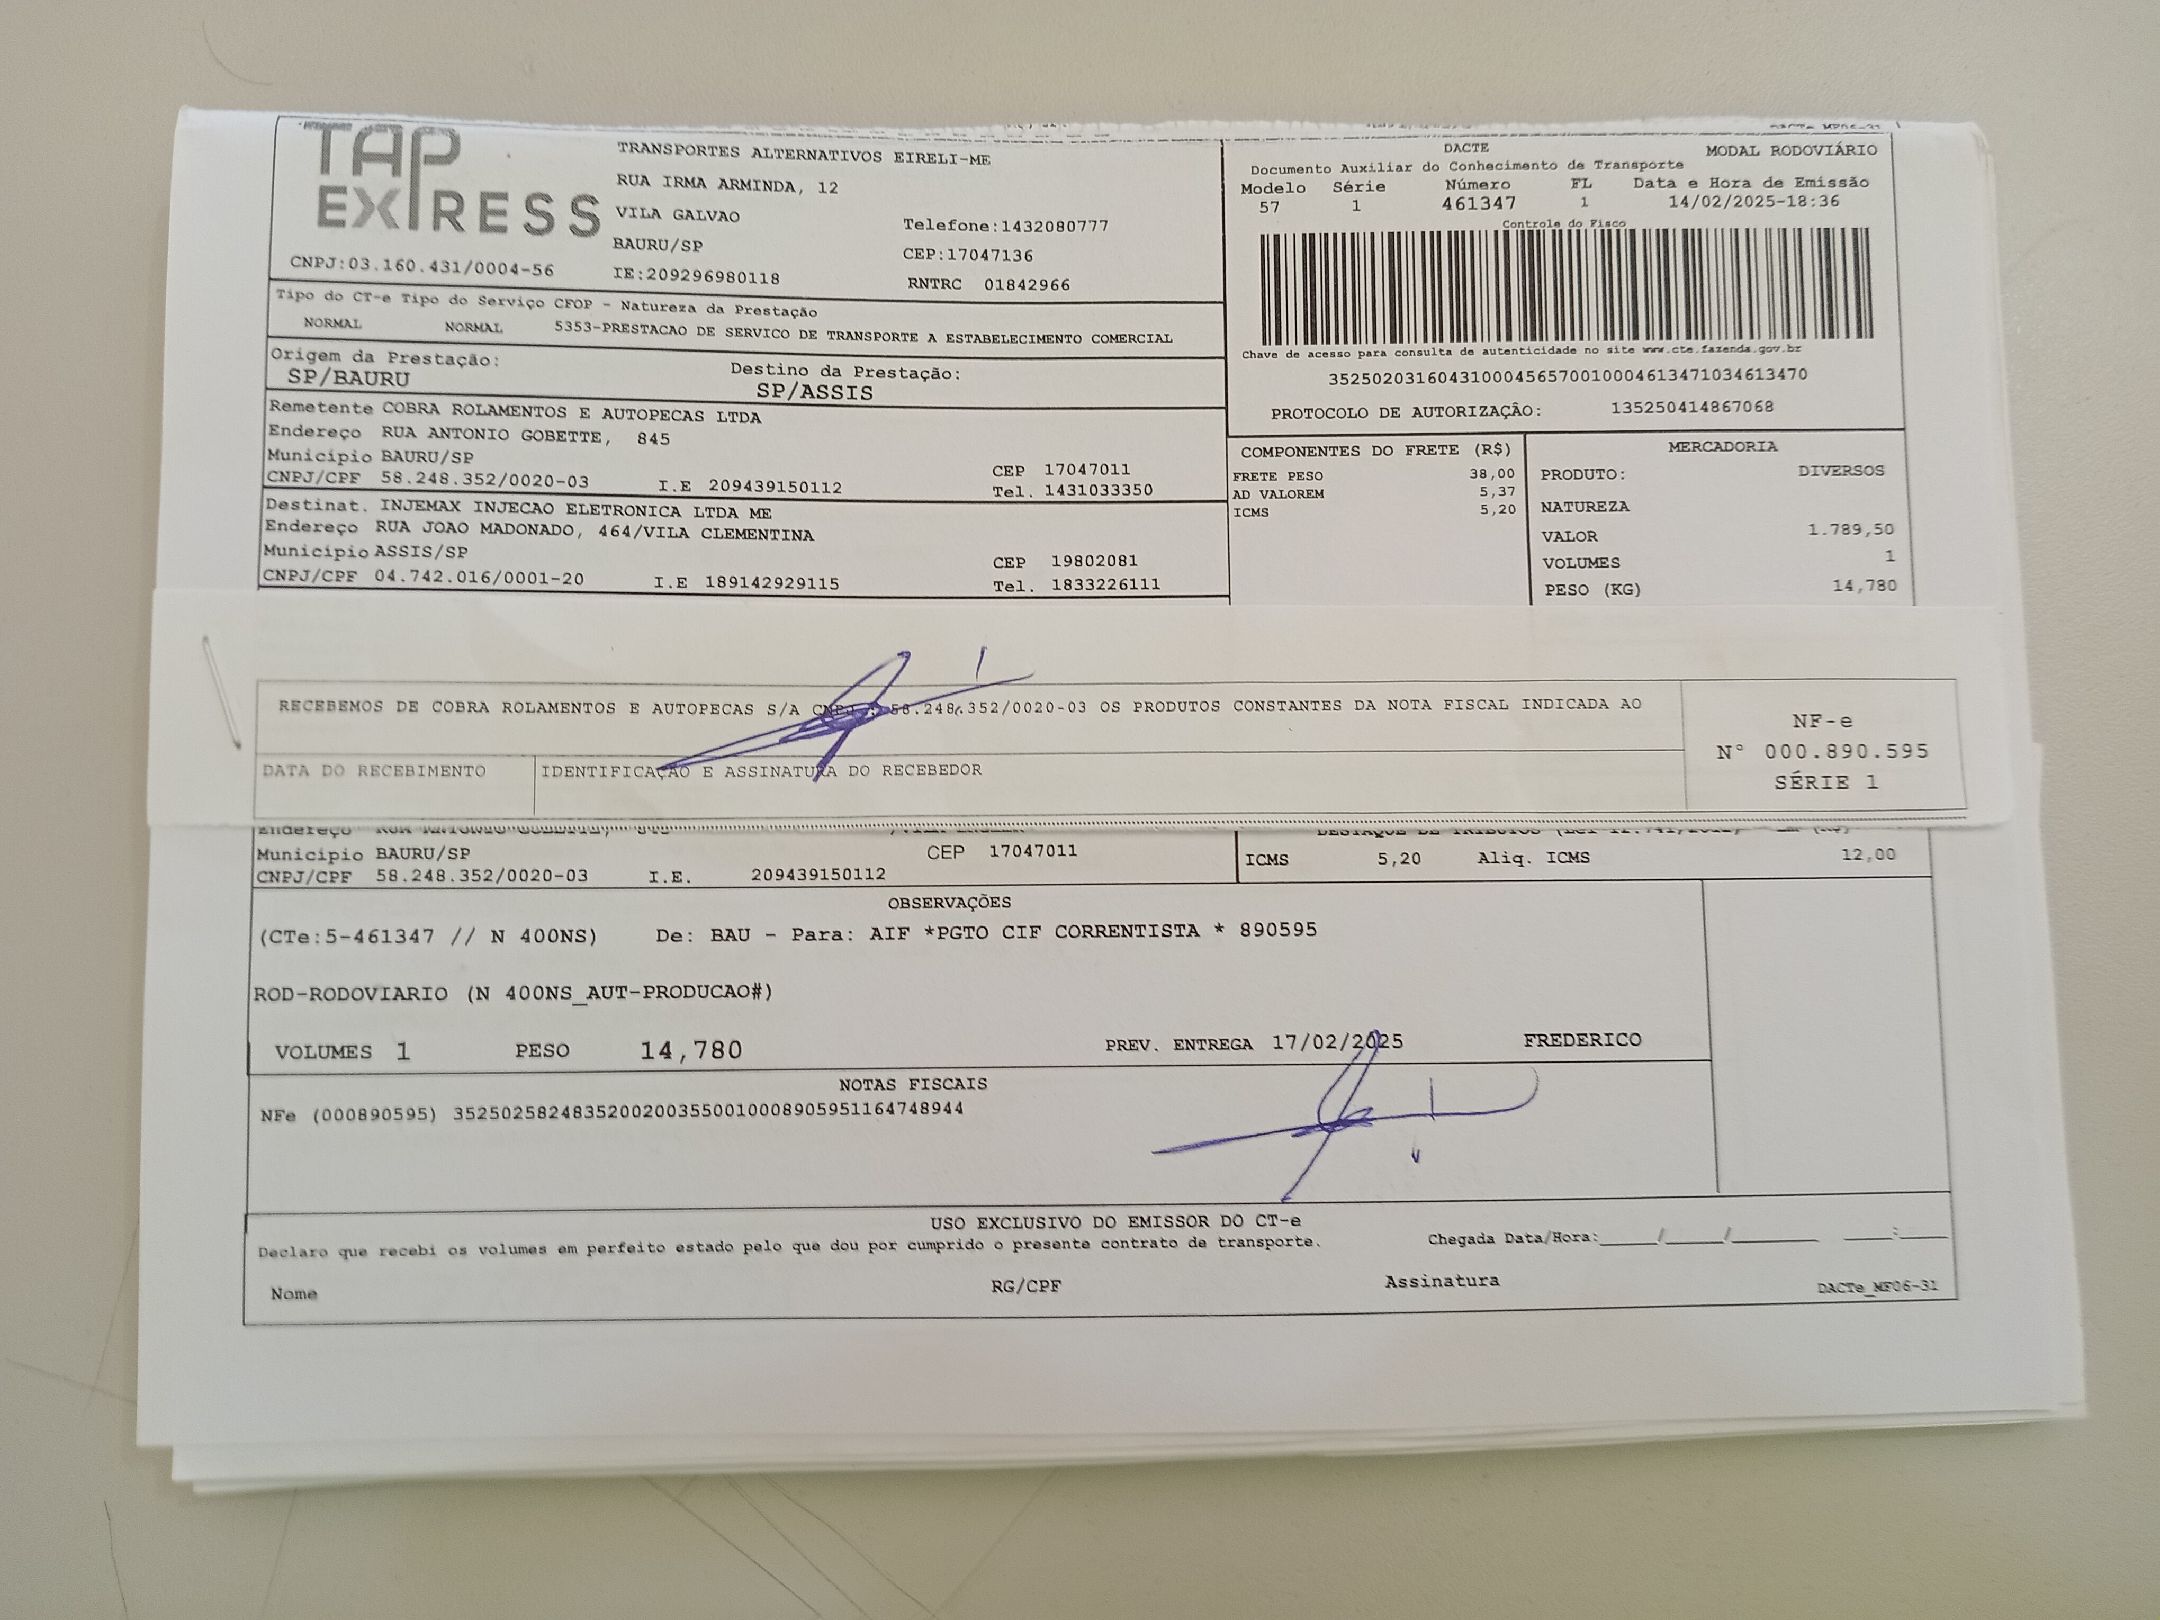 TAP EXPRESS
TRANSPORTES ALTERNATIVOS EIRELI-ME
RUA IRMA ARMINDA, 12
VILA GALVAO
BAURU/SP
IE:209296980118
Telefone:1432080777
CEP:17047136
RNTRC 01842966
CNPJ:03.160.431/0004-56
DACTE
MODAL RODOVIÁRIO
Documento Auxiliar do Conhecimento de Transporte
Modelo Série Número FL Data e Hora de Emissão
57 1 461347 1 14/02/2025-18:36
Controle do Fisco
Chave de acesso para consulta de autenticidade no site www.cte.fazenda.gov.br
35250203160431000456570010004613471034613470
PROTOCOLO DE AUTORIZAÇÃO: 135250414867068
Tipo do CT-e Tipo do Serviço CFOP - Natureza da Prestação
NORMAL NORMAL 5353-PRESTACAO DE SERVICO DE TRANSPORTE A ESTABELECIMENTO COMERCIAL
Origem da Prestação: Destino da Prestação:
SP/BAURU SP/ASSIS
Remetente COBRA ROLAMENTOS E AUTOPECAS LTDA
Endereço RUA ANTONIO GOBETTE, 845
Município BAURU/SP CEP 17047011
CNPJ/CPF 58.248.352/0020-03 I.E 209439150112 Tel. 1431033350
Destinat. INJEMAX INJECAO ELETRONICA LTDA ME
Endereço RUA JOAO MADONADO, 464/VILA CLEMENTINA
Município ASSIS/SP CEP 19802081
CNPJ/CPF 04.742.016/0001-20 I.E 189142929115 Tel. 1833226111
COMPONENTES DO FRETE (R$)
FRETE PESO 38,00
AD VALOREM 5,37
ICMS 5,20
MERCADORIA
PRODUTO: DIVERSOS
NATUREZA
VALOR 1.789,50
VOLUMES 1
PESO (KG) 14,780
RECEBEMOS DE COBRA ROLAMENTOS E AUTOPECAS S/A CNPJ : 58.248.352/0020-03 OS PRODUTOS CONSTANTES DA NOTA FISCAL INDICADA AO
DATA DO RECEBIMENTO IDENTIFICAÇÃO E ASSINATURA DO RECEBEDOR
NF-e
N° 000.890.595
SÉRIE 1
Endereço
Município BAURU/SP CEP 17047011
CNPJ/CPF 58.248.352/0020-03 I.E. 209439150112
ICMS 5,20 Aliq. ICMS 12,00
OBSERVAÇÕES
(CTe:5-461347 // N 400NS) De: BAU - Para: AIF *PGTO CIF CORRENTISTA * 890595
ROD-RODOVIARIO (N 400NS_AUT-PRODUCAO#)
VOLUMES 1 PESO 14,780 PREV. ENTREGA 17/02/2025 FREDERICO
NOTAS FISCAIS
NFe (000890595) 35250258248352002003550010008905951164748944
USO EXCLUSIVO DO EMISSOR DO CT-e
Declaro que recebi os volumes em perfeito estado pelo que dou por cumprido o presente contrato de transporte. Chegada Data/Hora:_____/_____/_______ ____:____
Nome RG/CPF Assinatura DACTe_MF06-31